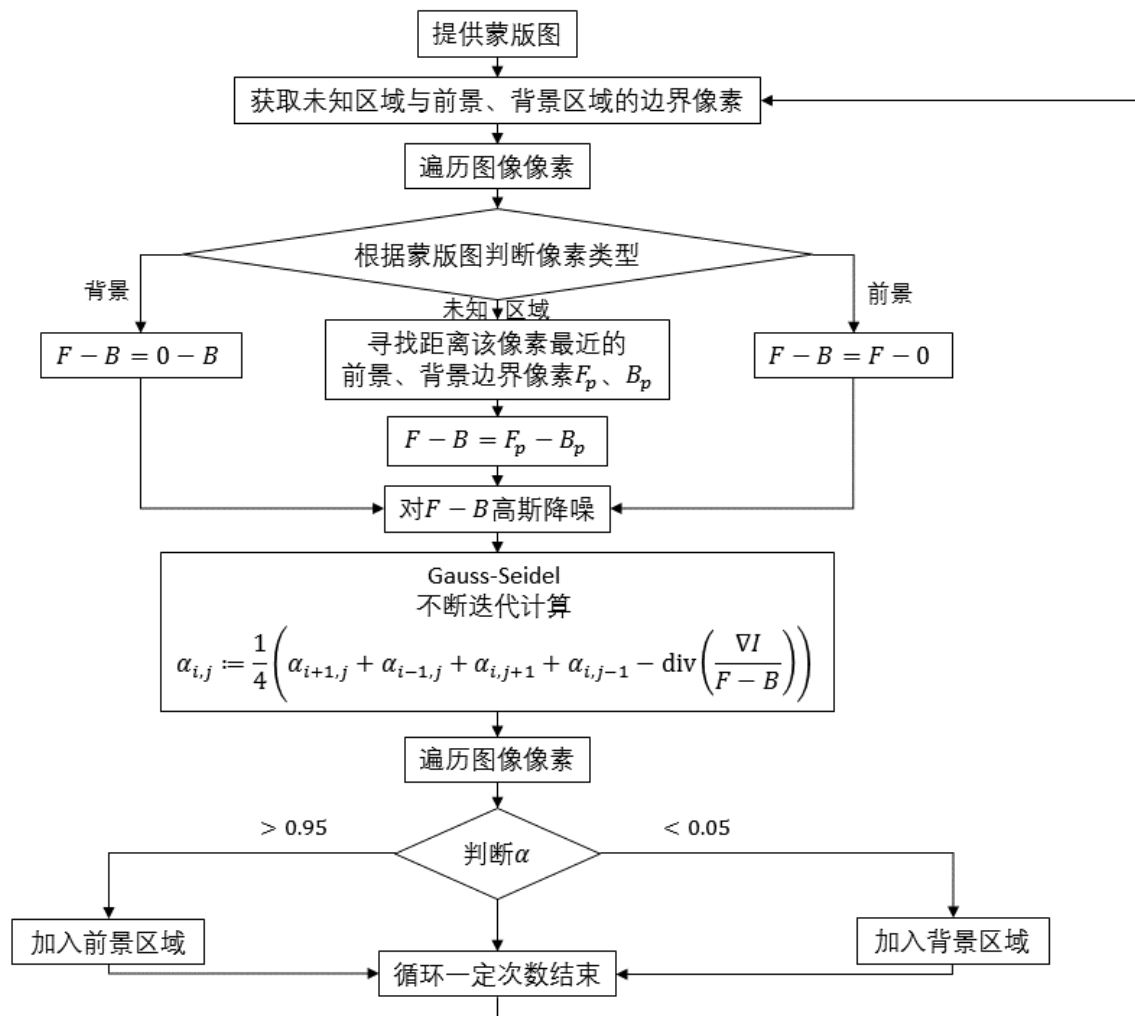 提供蒙版图
获取未知区域与前景、背景区域的边界像素
遍历图像像素
根据蒙版图判断像素类型
背景
未知 区域
前景
F − B = 0 − B
寻找距离该像素最近的
前景、背景边界像素Fₚ、Bₚ
F − B = F − 0
F − B = Fₚ − Bₚ
对F − B高斯降噪
Gauss-Seidel
不断迭代计算
α_{i,j} ≔ \frac{1}{4}(α_{i+1,j} + α_{i−1,j} + α_{i,j+1} + α_{i,j−1} − div(\frac{∇I}{F − B}))
遍历图像像素
> 0.95
< 0.05
判断α
加入前景区域
加入背景区域
循环一定次数结束